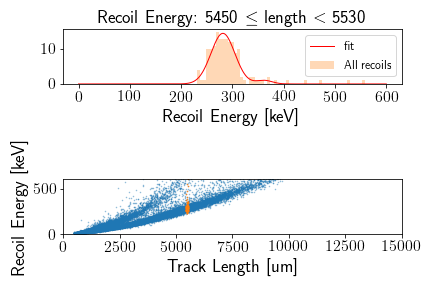 Recoil Energy: 5450 ≤ length < 5530
10
0
fit
All recoils
0 100 200 300 400 500 600
Recoil Energy [keV]
Recoil Energy [keV]
500
0
0 2500 5000 7500 10000 12500 15000
Track Length [um]